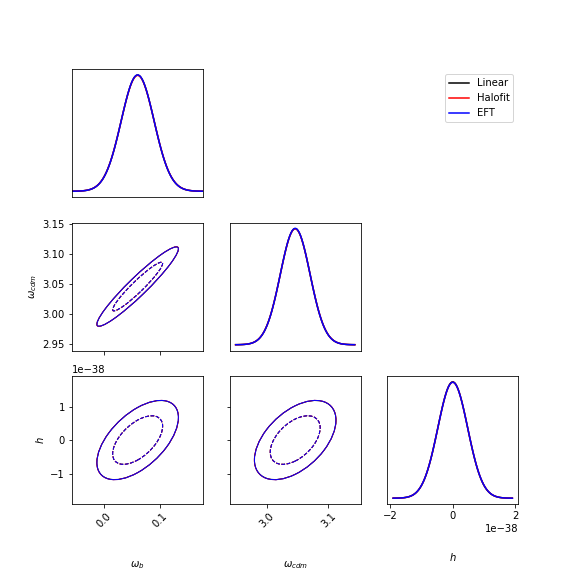 Linear
Halofit
EFT
3.15
3.10
3.05
3.00
2.95
ω_cdm
1e−38
1
0
−1
h
0.0
0.1
3.0
3.1
−2
0
2
1e−38
ω_b
ω_cdm
h